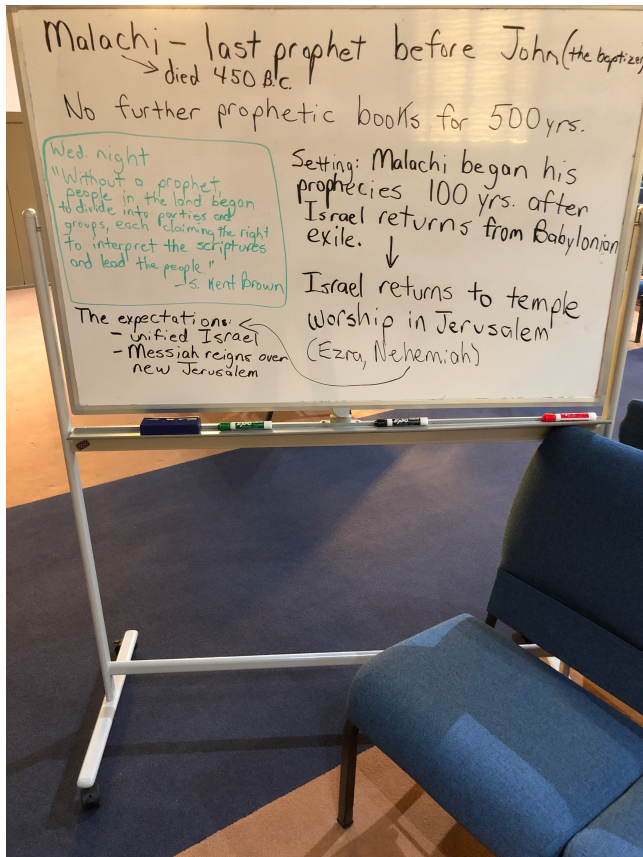 Malachi - last prophet before John (the baptizer
died 450 B.C.
No further prophetic books for 500 yrs.
Wed. night
"Without a prophet,
people in the land began
to divide into parties and
groups, each claiming the right
to interpret the scriptures
and lead the people."
- S. Kent Brown
The expectations:
- unified Israel
- Messiah reigns over
new Jerusalem
Setting: Malachi began his
prophecies 100 yrs. after
Israel returns from Babylonian
exile.
Israel returns to temple
worship in Jerusalem
(Ezra, Nehemiah)